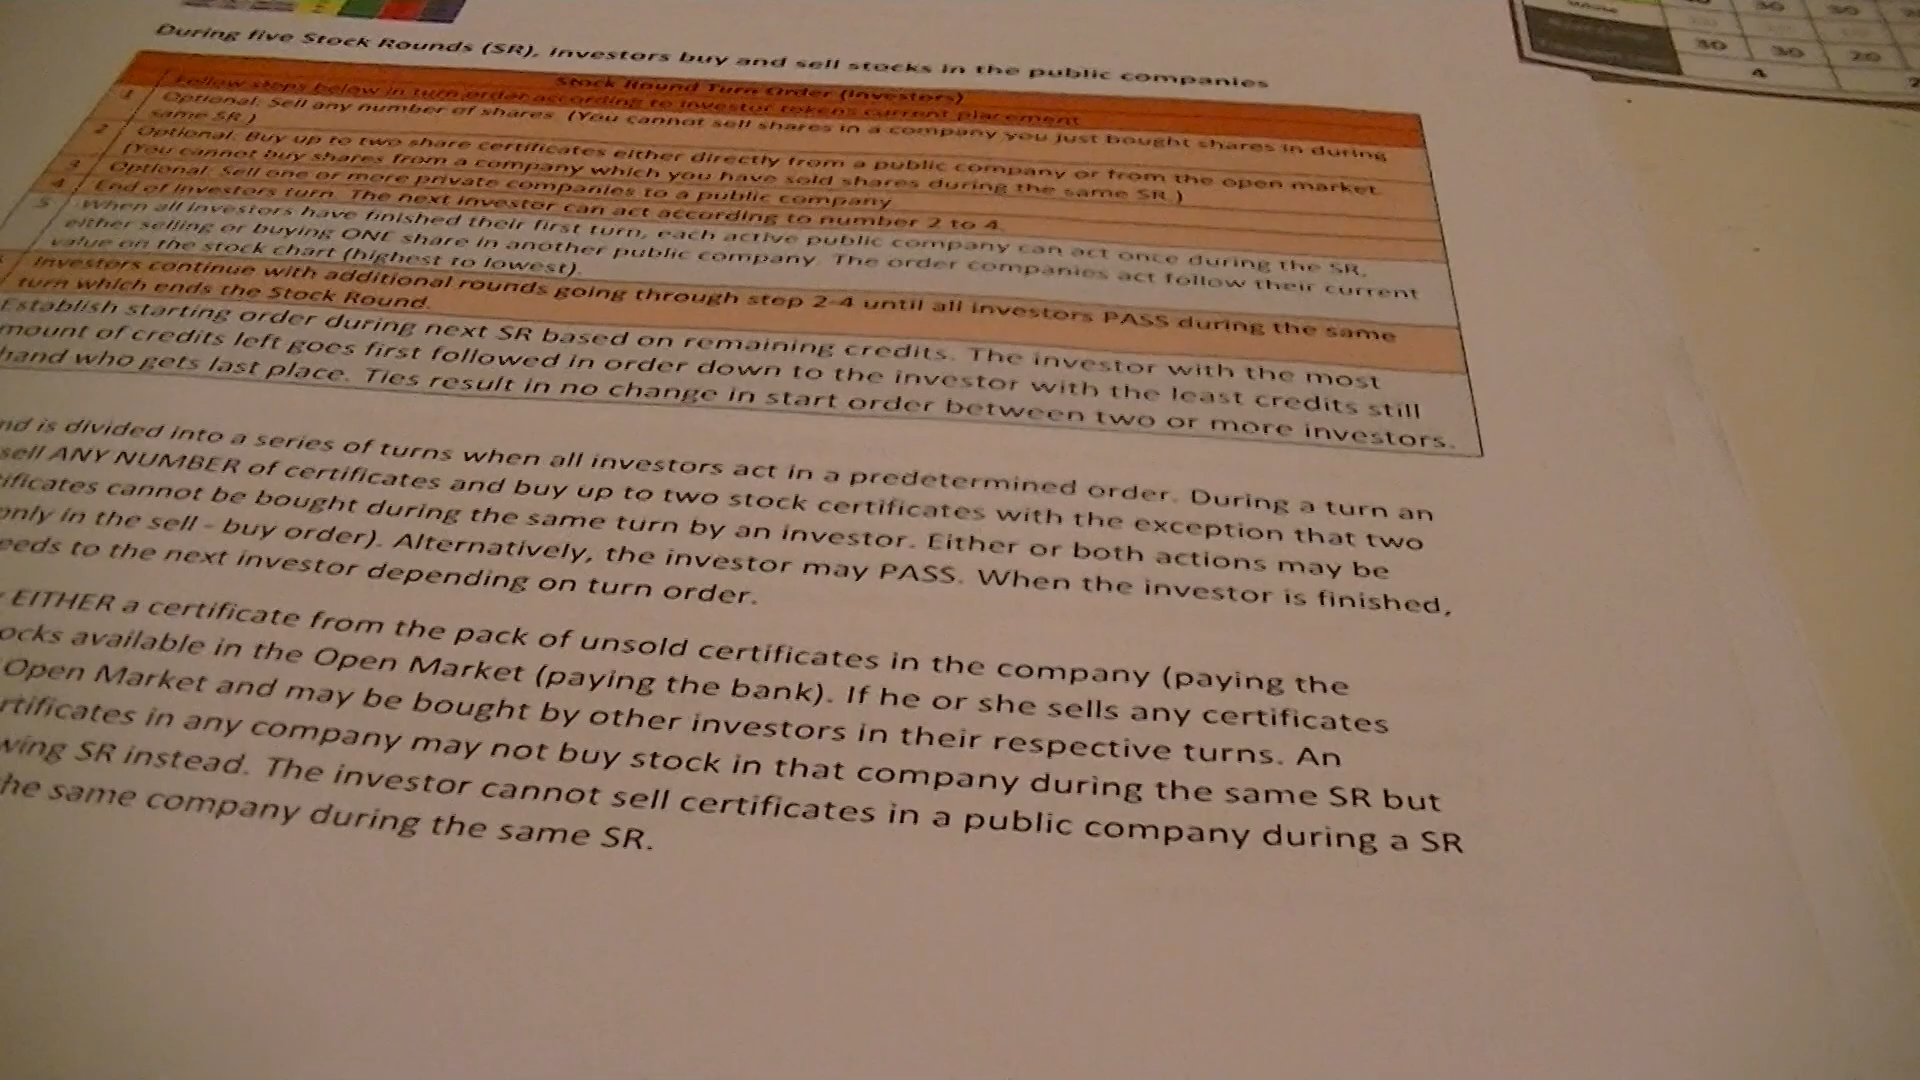 During five Stock Rounds (SR), Investors buy and sell stocks in the public companies
Stock Round Turn Order (Investors)
Follow steps below in turn order according to investor tokens current placement
1 Optional: Sell any number of shares. (You cannot sell shares in a company you just bought shares in during
same SR.)
2 Optional: Buy up to two share certificates either directly from a public company or from the open market.
(You cannot buy shares from a company which you have sold shares during the same SR.)
3 Optional: Sell one or more private companies to a public company
4 End of investors turn. The next investor can act according to number 2 to 4.
5 When all investors have finished their first turn, each active public company can act once during the SR,
either selling or buying ONE share in another public company. The order companies act follow their current
value on the stock chart (highest to lowest).
Investors continue with additional rounds going through step 2-4 until all investors PASS during the same
turn which ends the Stock Round.
Establish starting order during next SR based on remaining credits. The investor with the most
mount of credits left goes first followed in order down to the investor with the least credits still
hand who gets last place. Ties result in no change in start order between two or more investors.
nd is divided into a series of turns when all investors act in a predetermined order. During a turn an
sell ANY NUMBER of certificates and buy up to two stock certificates with the exception that two
ificates cannot be bought during the same turn by an investor. Either or both actions may be
only in the sell - buy order). Alternatively, the investor may PASS. When the investor is finished,
eeds to the next investor depending on turn order.
EITHER a certificate from the pack of unsold certificates in the company (paying the
ocks available in the Open Market (paying the bank). If he or she sells any certificates
Open Market and may be bought by other investors in their respective turns. An
rtificates in any company may not buy stock in that company during the same SR but
wing SR instead. The investor cannot sell certificates in a public company during a SR
he same company during the same SR.
30 30 20
4